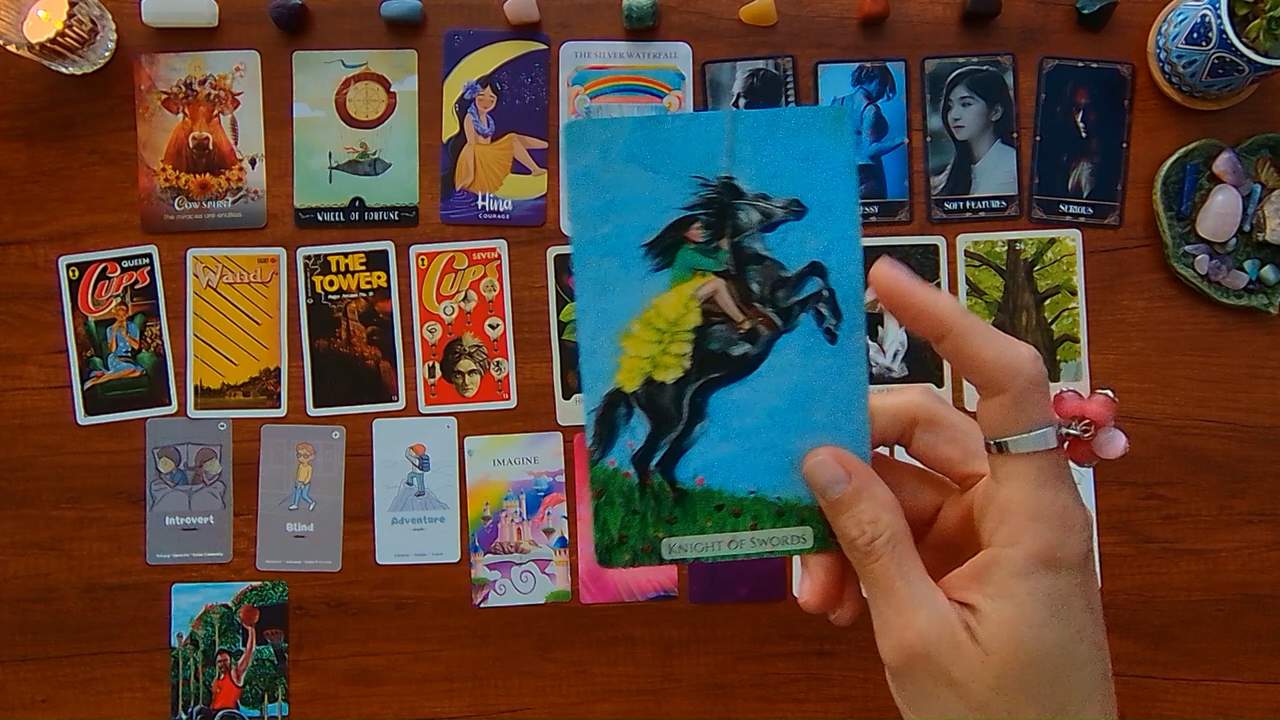 THE SILVER WATERFALL
COW SPIRIT
The miracles are endless
WHEEL OF FORTUNE
Hina
COURAGE
SSY
SOFT FEATURES
SERIOUS
QUEEN
CUPS
Wands
THE
TOWER
SEVEN
CUPS
Introvert
Blind
Adventure
IMAGINE
KNIGHT OF SWORDS